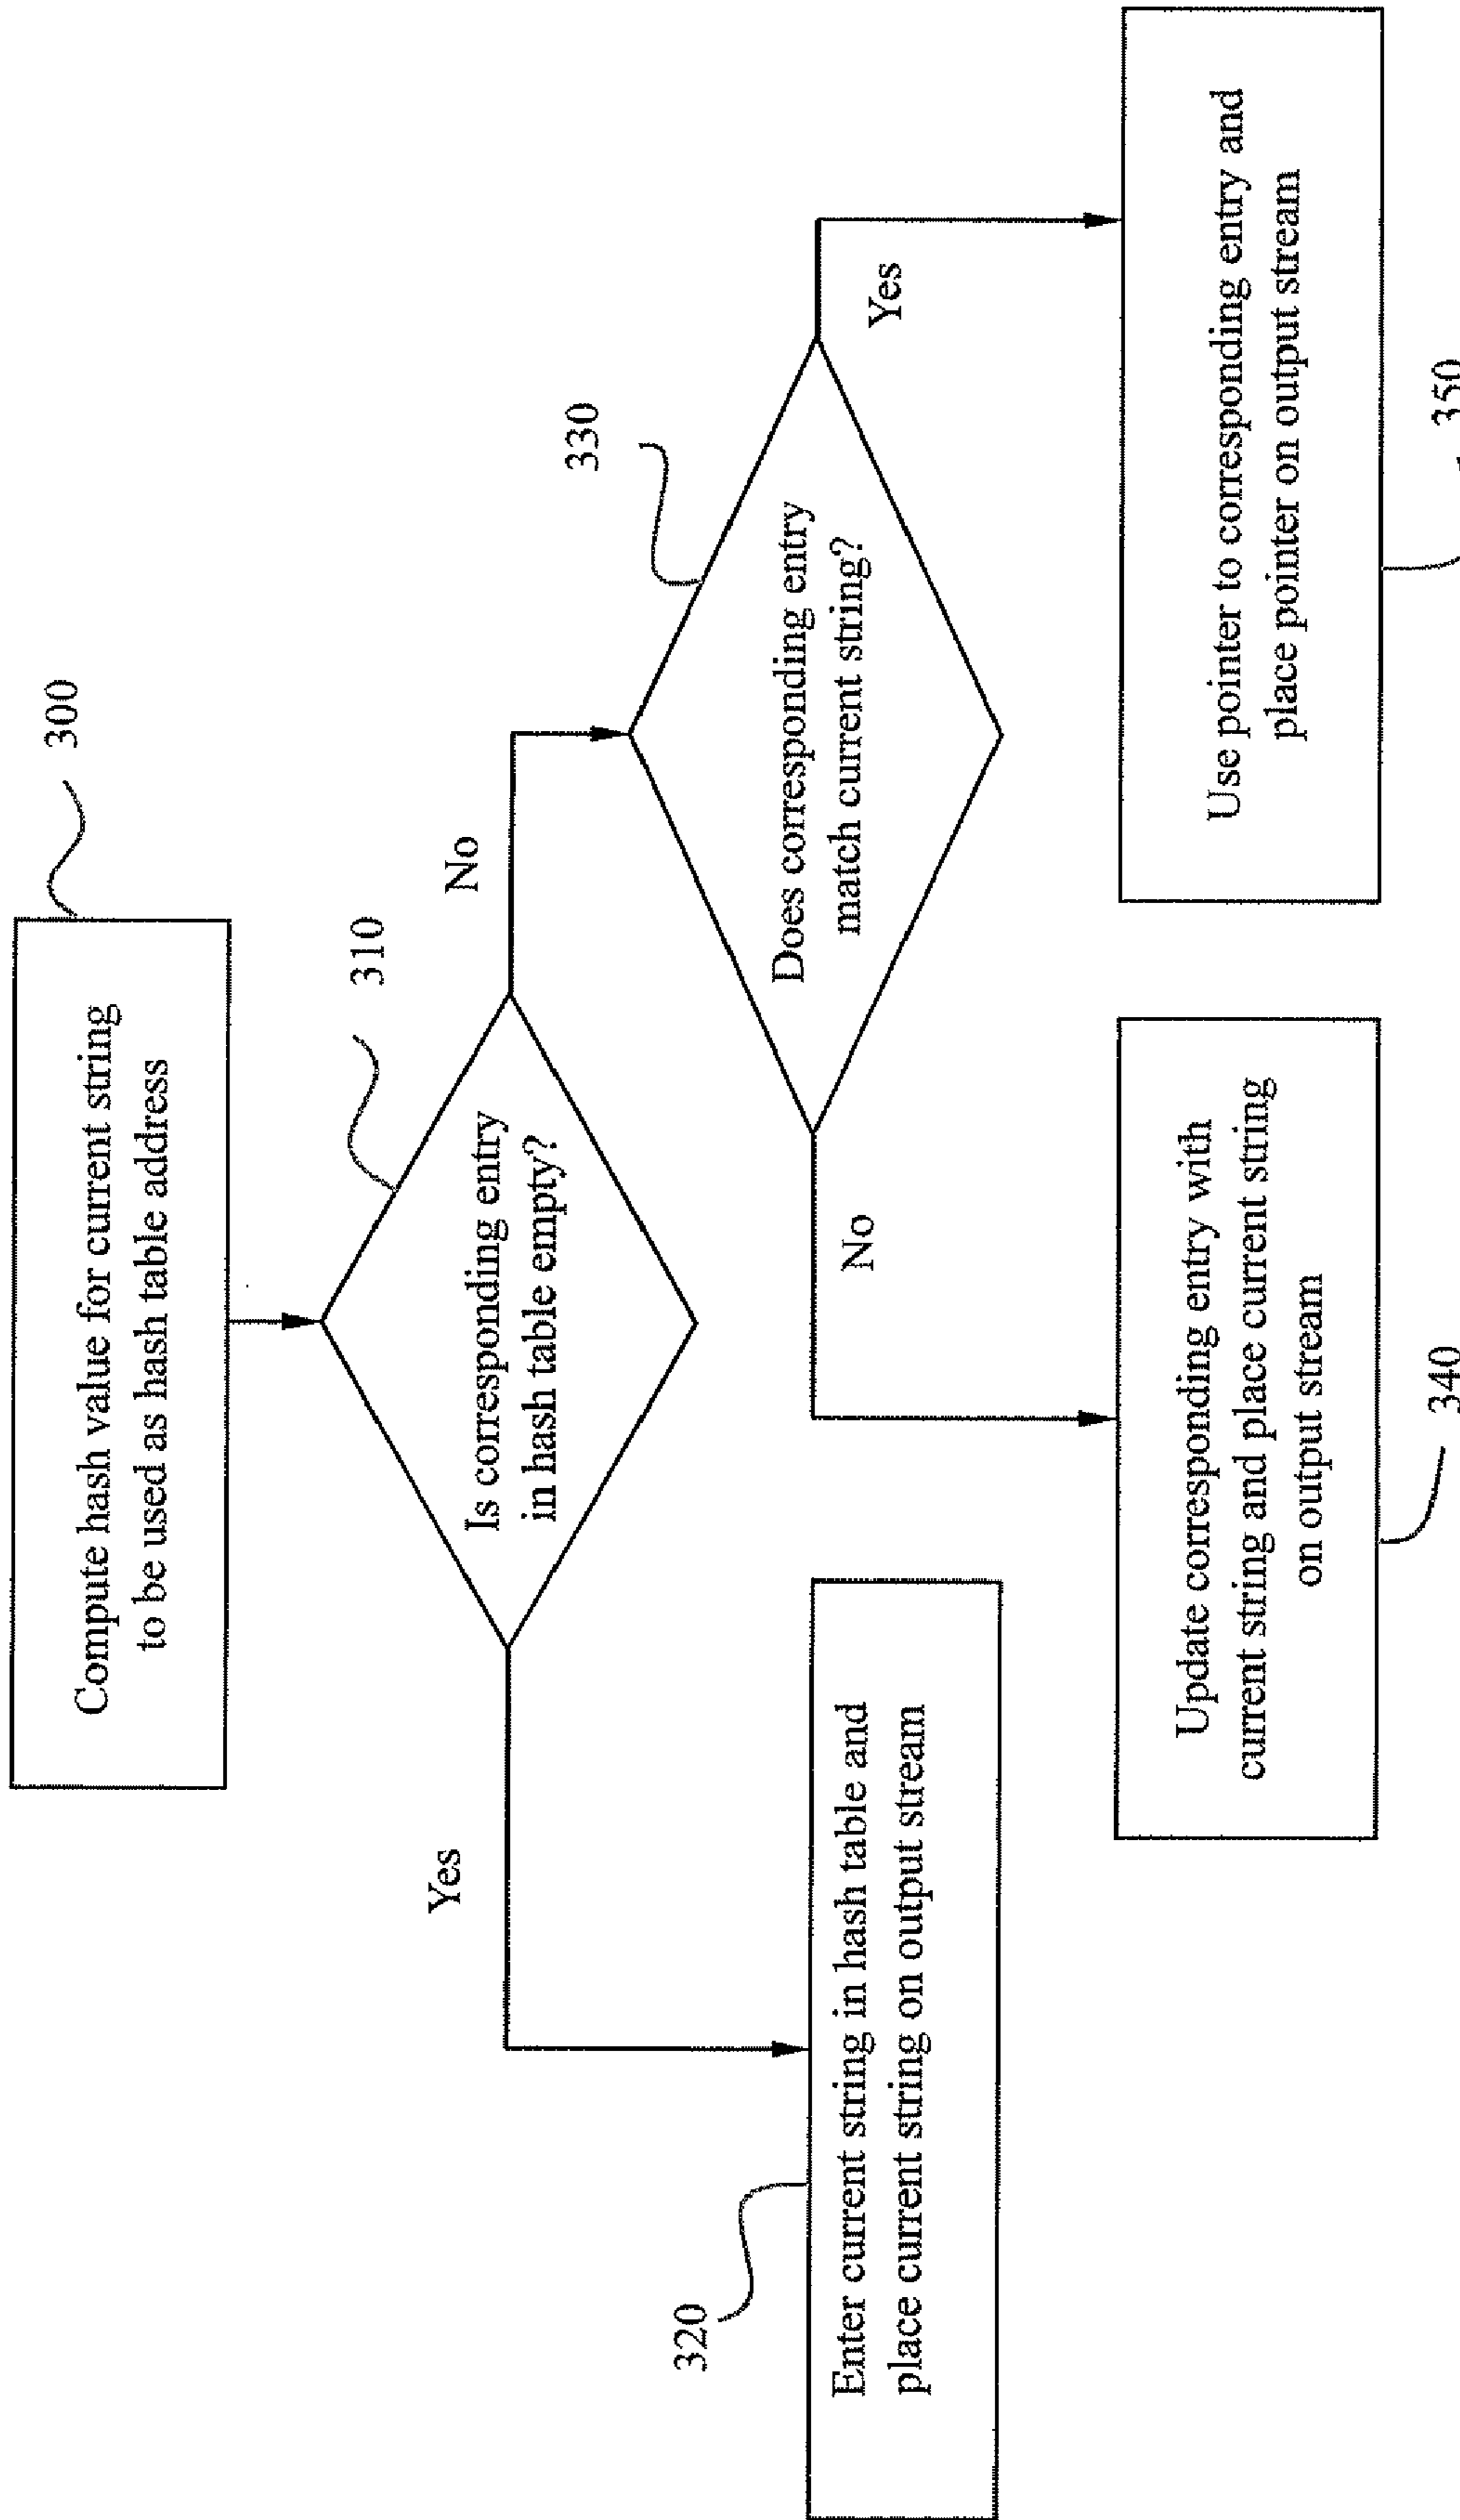 300
Compute hash value for current string
to be used as hash table address
310
Is corresponding entry
in hash table empty?
Yes
No
320
Enter current string in hash table and
place current string on output stream
330
Does corresponding entry
match current string?
No
Yes
Update corresponding entry with
current string and place current string
on output stream
340
Use pointer to corresponding entry and
place pointer on output stream
350